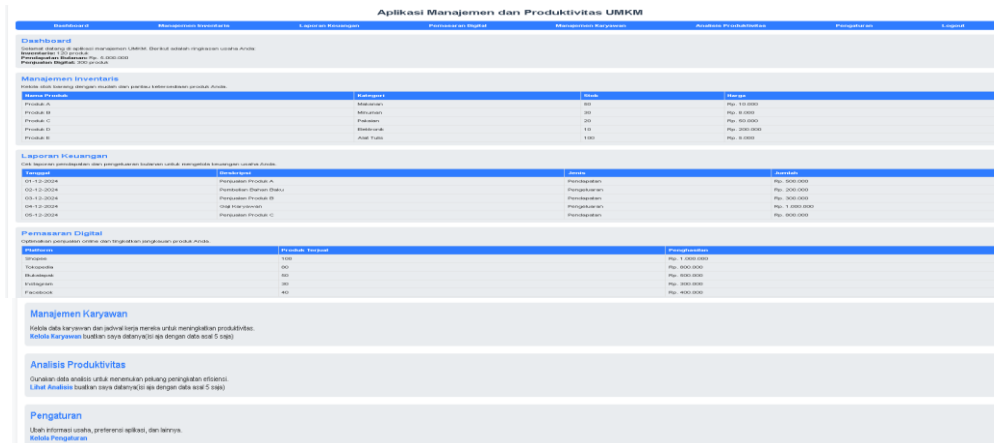 Aplikasi Manajemen dan Produktivitas UMKM
Dashboard Manajemen Inventaris Laporan Keuangan Pemasaran Digital Manajemen Karyawan Analisis Produktivitas Pengaturan Logout
Dashboard
Selamat datang di aplikasi manajemen UMKM. Berikut adalah ringkasan usaha Anda.
Inventaris: 120 produk
Pendapatan Bulanan: Rp. 5.000.000
Penjualan Digital: 300 produk
Manajemen Inventaris
Kelola stok barang dengan mudah dan pantau ketersediaan produk Anda.
Nama Produk Kategori Stok Harga
Produk A Makanan 50 Rp. 10.000
Produk B Minuman 30 Rp. 8.000
Produk C Pakaian 20 Rp. 50.000
Produk D Elektronik 10 Rp. 200.000
Produk E Alat Tulis 100 Rp. 5.000
Laporan Keuangan
Cek laporan pendapatan dan pengeluaran bulanan untuk mengelola keuangan usaha Anda.
Tanggal Deskripsi Jenis Jumlah
01-12-2024 Penjualan Produk A Pendapatan Rp. 500.000
02-12-2024 Pembelian Bahan Baku Pengeluaran Rp. 200.000
03-12-2024 Penjualan Produk B Pendapatan Rp. 300.000
04-12-2024 Gaji Karyawan Pengeluaran Rp. 1.000.000
05-12-2024 Penjualan Produk C Pendapatan Rp. 800.000
Pemasaran Digital
Optimalkan penjualan online dan tingkatkan jangkauan produk Anda.
Platform Produk Terjual Penghasilan
Shopee 100 Rp. 1.000.000
Tokopedia 80 Rp. 800.000
Bukalapak 50 Rp. 500.000
Instagram 30 Rp. 300.000
Facebook 40 Rp. 400.000
Manajemen Karyawan
Kelola data karyawan dan jadwal kerja mereka untuk meningkatkan produktivitas.
Kelola Karyawan buatkan saya datanya(isi aja dengan data asal 5 saja)
Analisis Produktivitas
Gunakan data analisis untuk menemukan peluang peningkatan efisiensi.
Lihat Analisis buatkan saya datanya(isi aja dengan data asal 5 saja)
Pengaturan
Ubah informasi usaha, preferensi aplikasi, dan lainnya.
Kelola Pengaturan